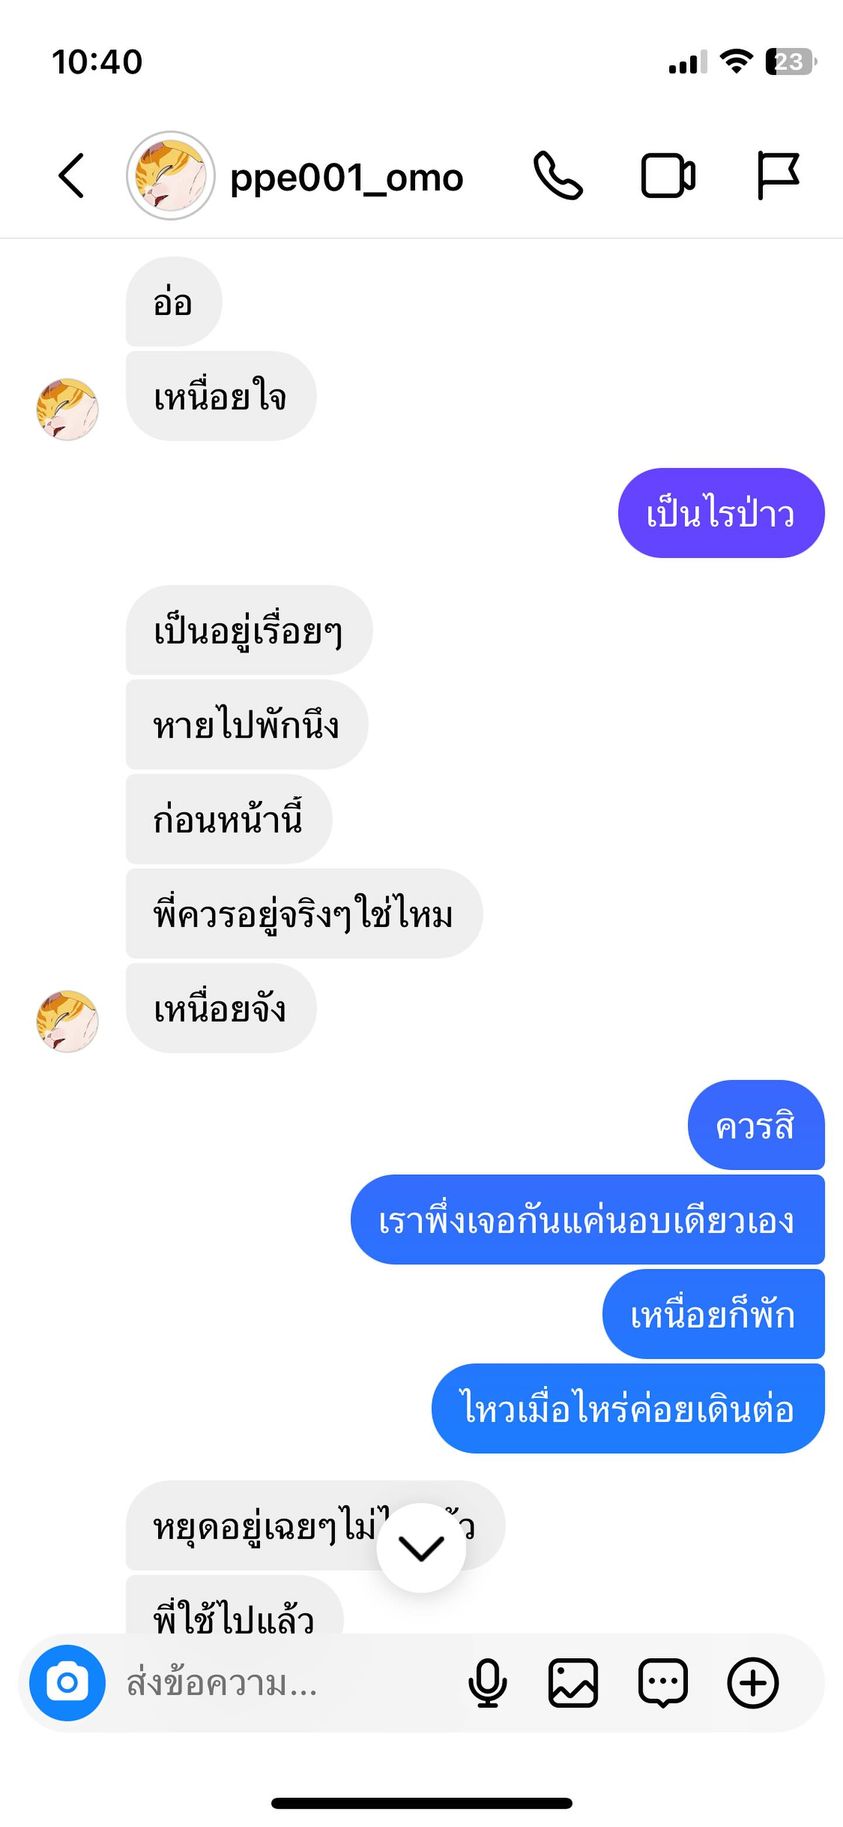 10:40
23
ppe001_omo
อ่อ
เหนื่อยใจ
เป็นไรป่าว
เป็นอยู่เรื่อยๆ
หายไปพักนึง
ก่อนหน้านี้
พี่ควรอยู่จริงๆใช่ไหม
เหนื่อยจัง
ควรสิ
เราพึ่งเจอกันแค่นอบเดียวเอง
เหนื่อยก็พัก
ไหวเมื่อไหร่ค่อยเดินต่อ
หยุดอยู่เฉยๆไม่
พี่ใช้ไปแล้ว
ส่งข้อความ...